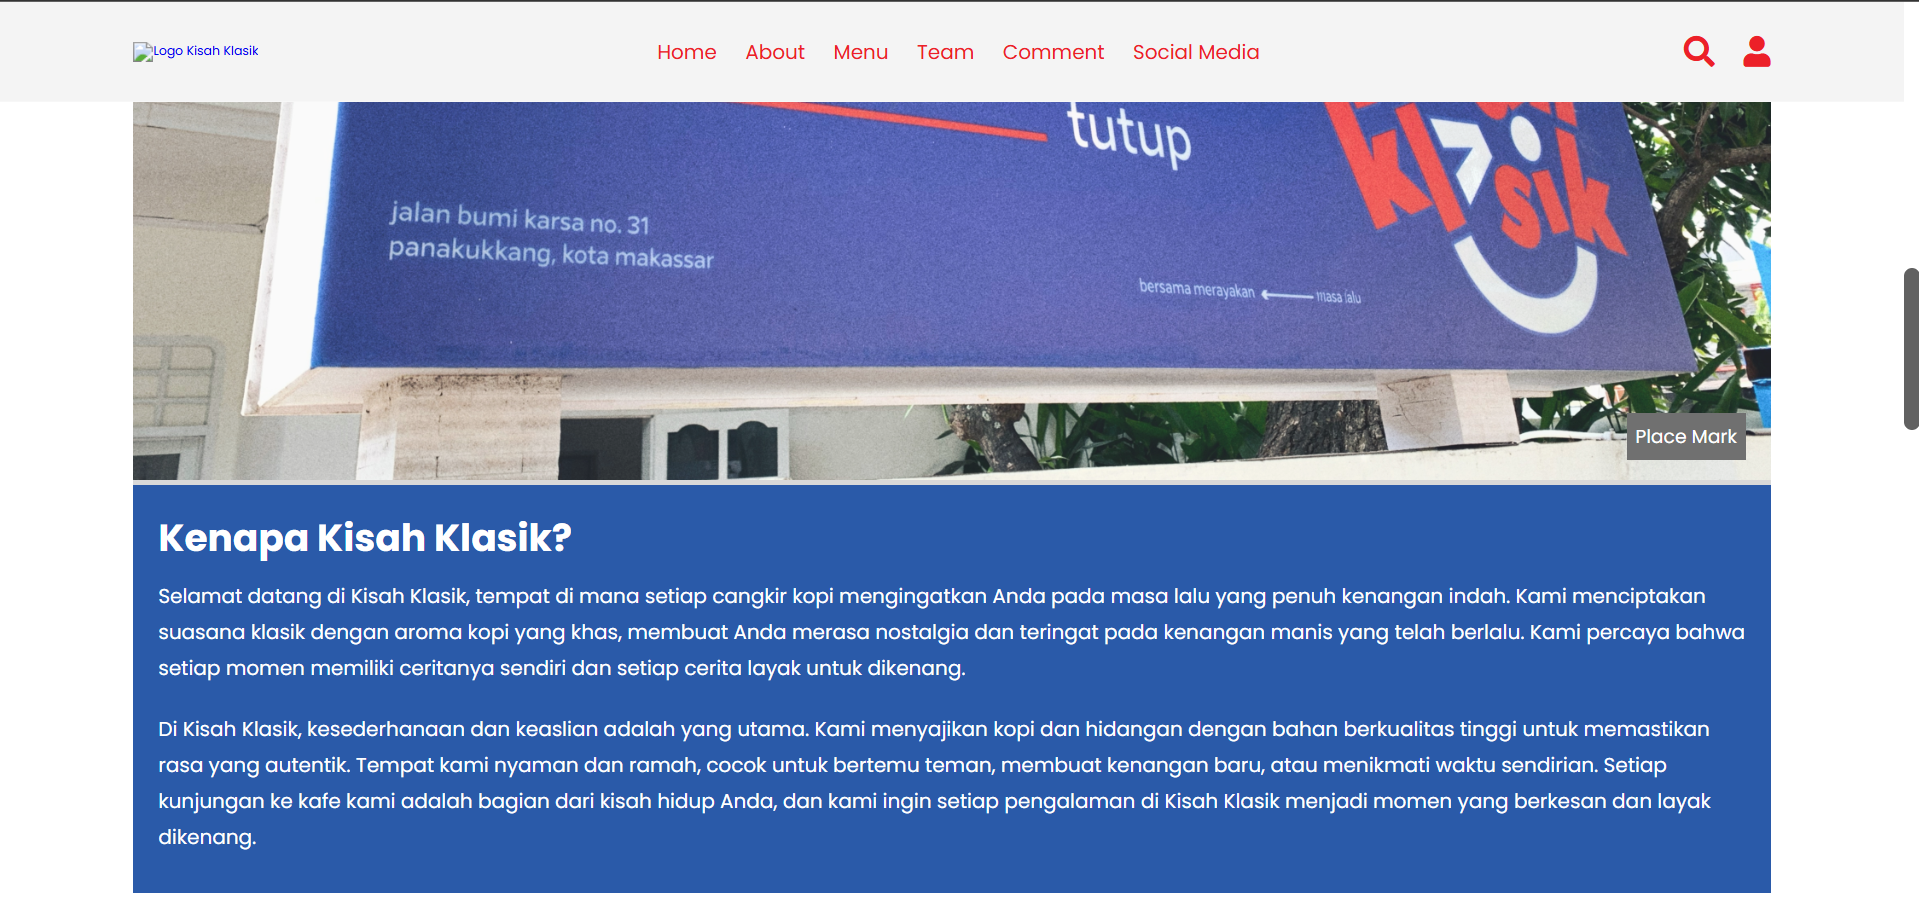 Logo Kisah Klasik
Home About Menu Team Comment Social Media
tutup
klasik
jalan bumi karsa no. 31
panakukkang, kota makassar
bersama merayakan masa lalu
Place Mark
Kenapa Kisah Klasik?
Selamat datang di Kisah Klasik, tempat di mana setiap cangkir kopi mengingatkan Anda pada masa lalu yang penuh kenangan indah. Kami menciptakan
suasana klasik dengan aroma kopi yang khas, membuat Anda merasa nostalgia dan teringat pada kenangan manis yang telah berlalu. Kami percaya bahwa
setiap momen memiliki ceritanya sendiri dan setiap cerita layak untuk dikenang.
Di Kisah Klasik, kesederhanaan dan keaslian adalah yang utama. Kami menyajikan kopi dan hidangan dengan bahan berkualitas tinggi untuk memastikan
rasa yang autentik. Tempat kami nyaman dan ramah, cocok untuk bertemu teman, membuat kenangan baru, atau menikmati waktu sendirian. Setiap
kunjungan ke kafe kami adalah bagian dari kisah hidup Anda, dan kami ingin setiap pengalaman di Kisah Klasik menjadi momen yang berkesan dan layak
dikenang.